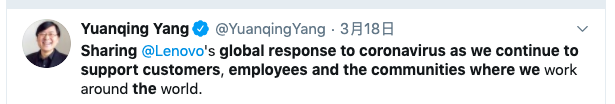 Yuanqing Yang @YuanqingYang · 3月18日
Sharing @Lenovo's global response to coronavirus as we continue to
support customers, employees and the communities where we work
around the world.